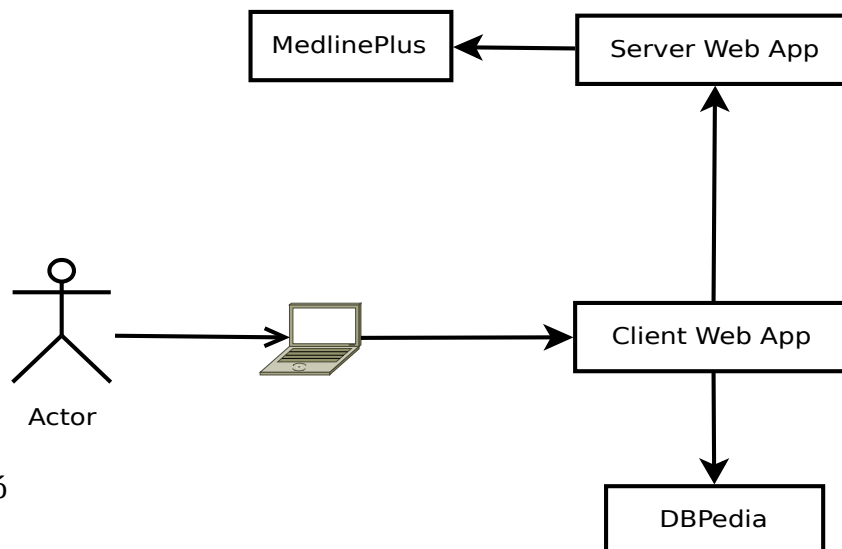 MedlinePlus
Server Web App
Client Web App
Actor
DBPedia